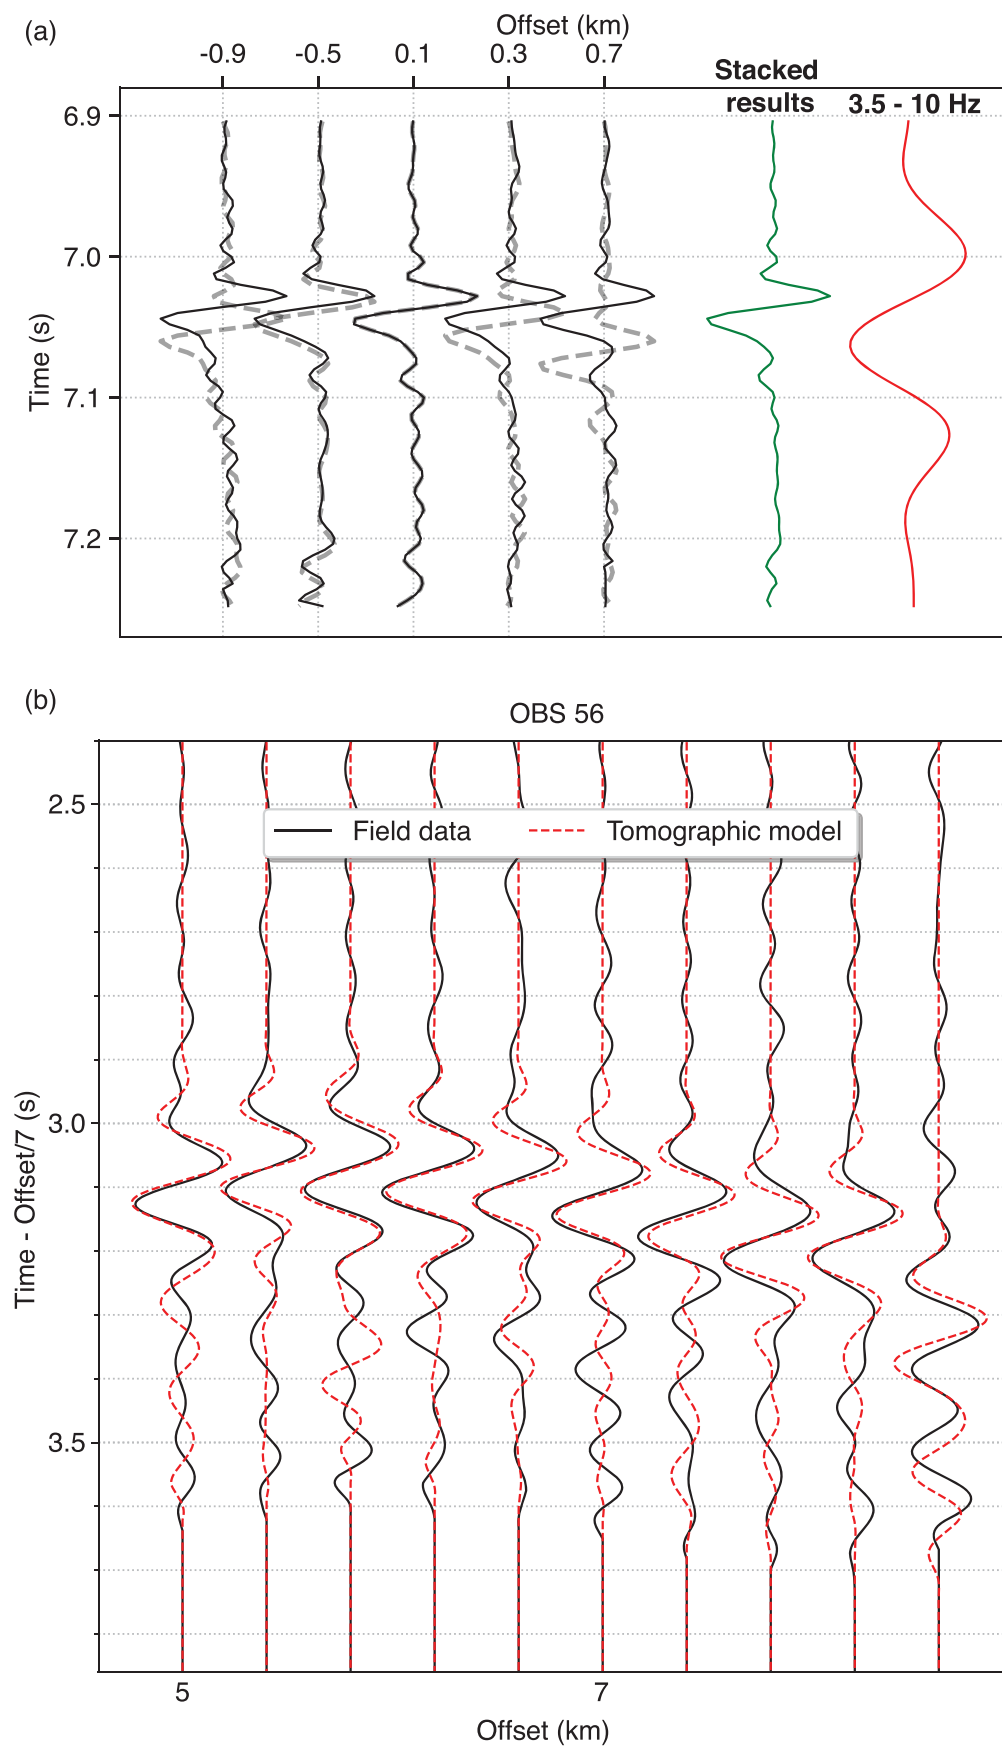 (a)
Offset (km)
-0.9 -0.5 0.1 0.3 0.7
Stacked
results 3.5 - 10 Hz
6.9
7.0
7.1
7.2
Time (s)
(b)
OBS 56
Field data Tomographic model
2.5
3.0
3.5
Time - Offset/7 (s)
5 7
Offset (km)